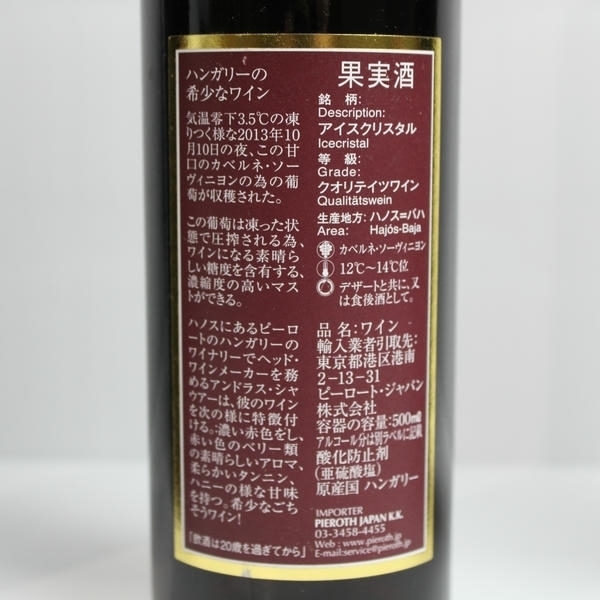 ハンガリーの
希少なワイン
気温零下3.5℃の凍
りつく様な2013年10
月10日の夜、この甘
口のカベルネ・ソー
ヴィニヨンの為の葡
萄が収穫された。
この葡萄は凍った状
態で圧搾される為、
ワインになる素晴ら
しい糖度を含有する、
濃縮度の高いマス
トができる。
ハノスにあるピーロ
ートのハンガリーの
ワイナリーでヘッド・
ワインメーカーを務
めるアンドラス・シャ
ウアーは、彼のワイン
を次の様に特徴付
ける。濃い赤色をし、
赤い色のベリー類
の素晴らしいアロマ、
柔らかいタンニン、
ハニーの様な甘味
を持つ。希少なごち
そうワイン!
「飲酒は20歳を過ぎてから」
果実酒
銘 柄:
Description:
アイスクリスタル
Icecristal
等 級:
Grade:
クオリテイツワイン
Qualitätswein
生産地方: ハノス=バハ
Area: Hajós-Baja
カベルネ・ソーヴィニヨン
12℃〜14℃位
デザートと共に、又
は食後酒として。
品名:ワイン
輸入業者引取先:
東京都港区港南
2-13-31
ピーロート・ジャパン
株式会社
容器の容量:500㎖
アルコール分は別ラベルに記載
酸化防止剤
(亜硫酸塩)
原産国 ハンガリー
IMPORTER
PIEROTH JAPAN K.K.
03-3458-4455
Web : www.pieroth.jp
E-mail:service@pieroth.jp